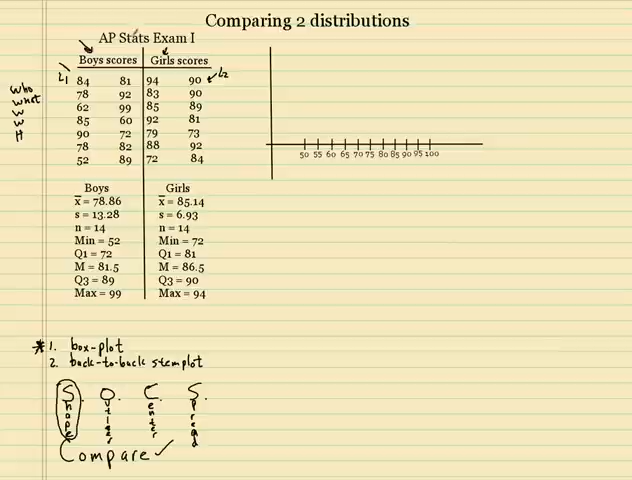 Comparing 2 distributions
AP Stats Exam I
Boys scores Girls scores
L1 84 81 94 90 L2
78 92 83 90
62 99 85 89
85 60 92 81
90 72 79 73
78 82 88 92
52 89 72 84
Who
What
W
W
H
50 55 60 65 70 75 80 85 90 95 100
Boys Girls
x̄ = 78.86 x̄ = 85.14
s = 13.28 s = 6.93
n = 14 n = 14
Min = 52 Min = 72
Q1 = 72 Q1 = 81
M = 81.5 M = 86.5
Q3 = 89 Q3 = 90
Max = 99 Max = 94
* 1. box-plot
2. back-to-back stemplot
Shape Outlier Center Spread
Compare ✓